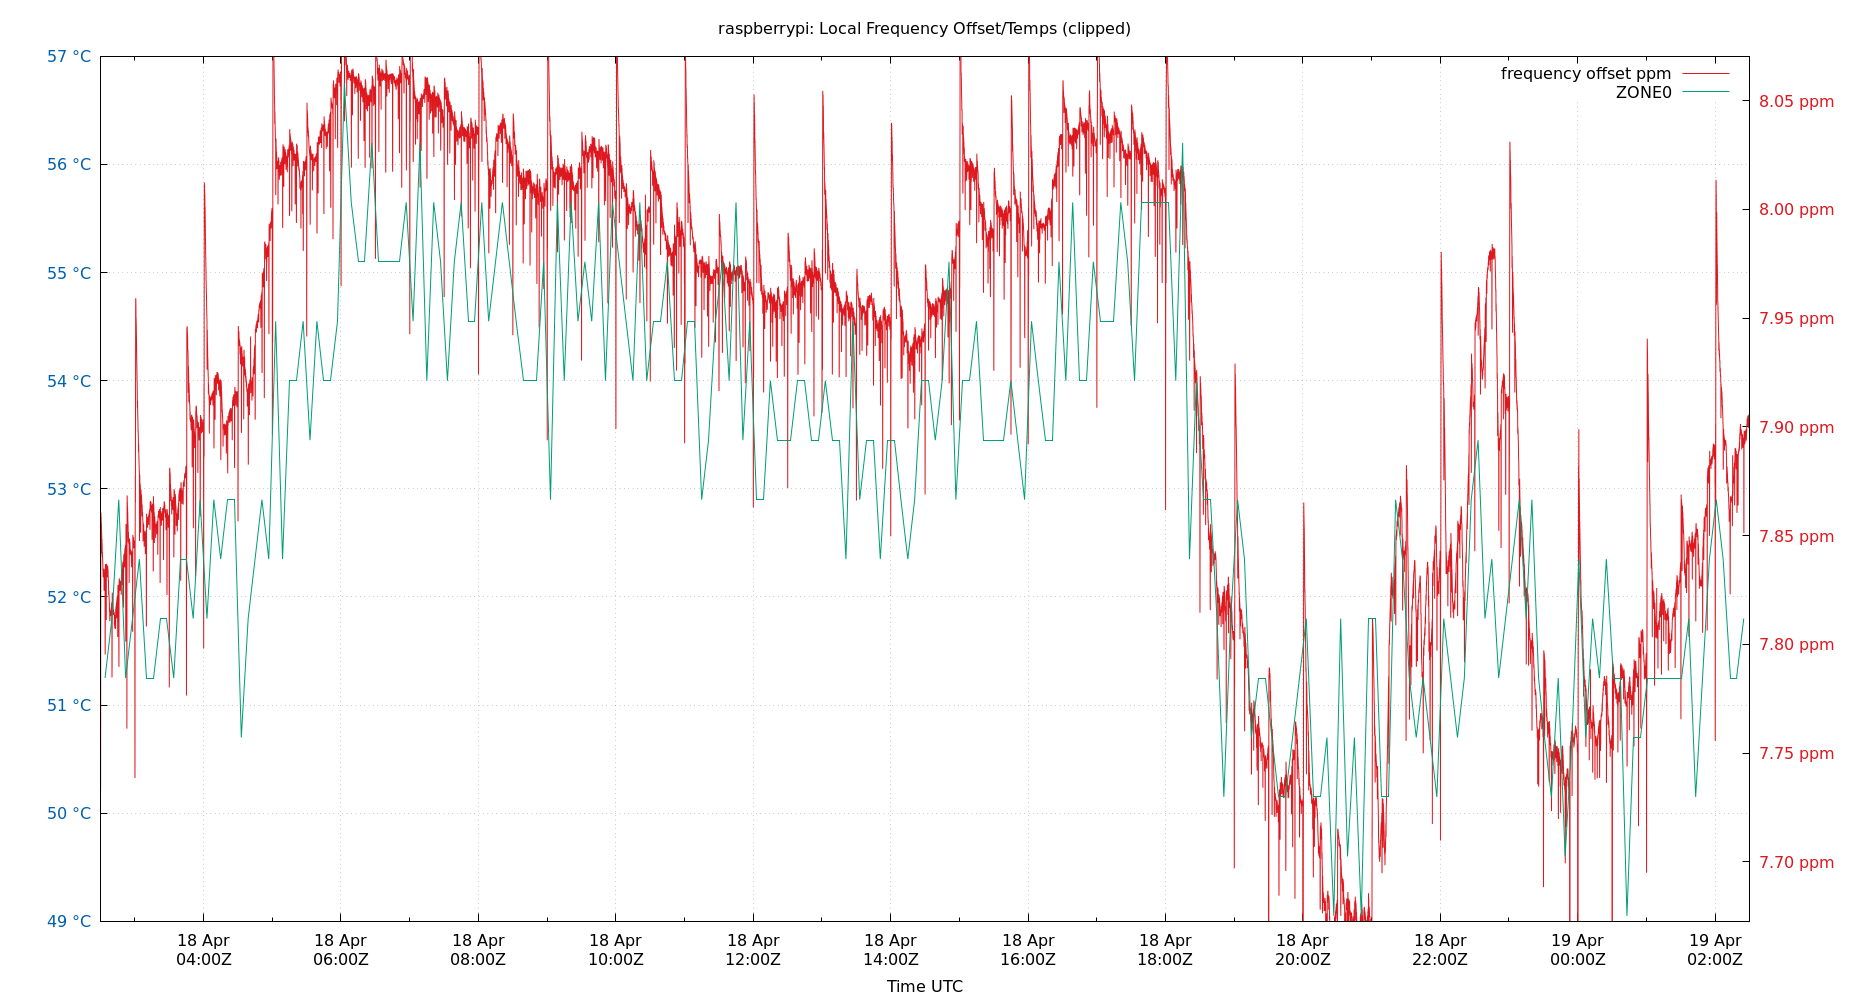 raspberrypi: Local Frequency Offset/Temps (clipped)
frequency offset ppm
ZONE0
57 °C
56 °C
55 °C
54 °C
53 °C
52 °C
51 °C
50 °C
49 °C
8.05 ppm
8.00 ppm
7.95 ppm
7.90 ppm
7.85 ppm
7.80 ppm
7.75 ppm
7.70 ppm
18 Apr 18 Apr 18 Apr 18 Apr 18 Apr 18 Apr 18 Apr 18 Apr 18 Apr 18 Apr 19 Apr 19 Apr
04:00Z 06:00Z 08:00Z 10:00Z 12:00Z 14:00Z 16:00Z 18:00Z 20:00Z 22:00Z 00:00Z 02:00Z
Time UTC